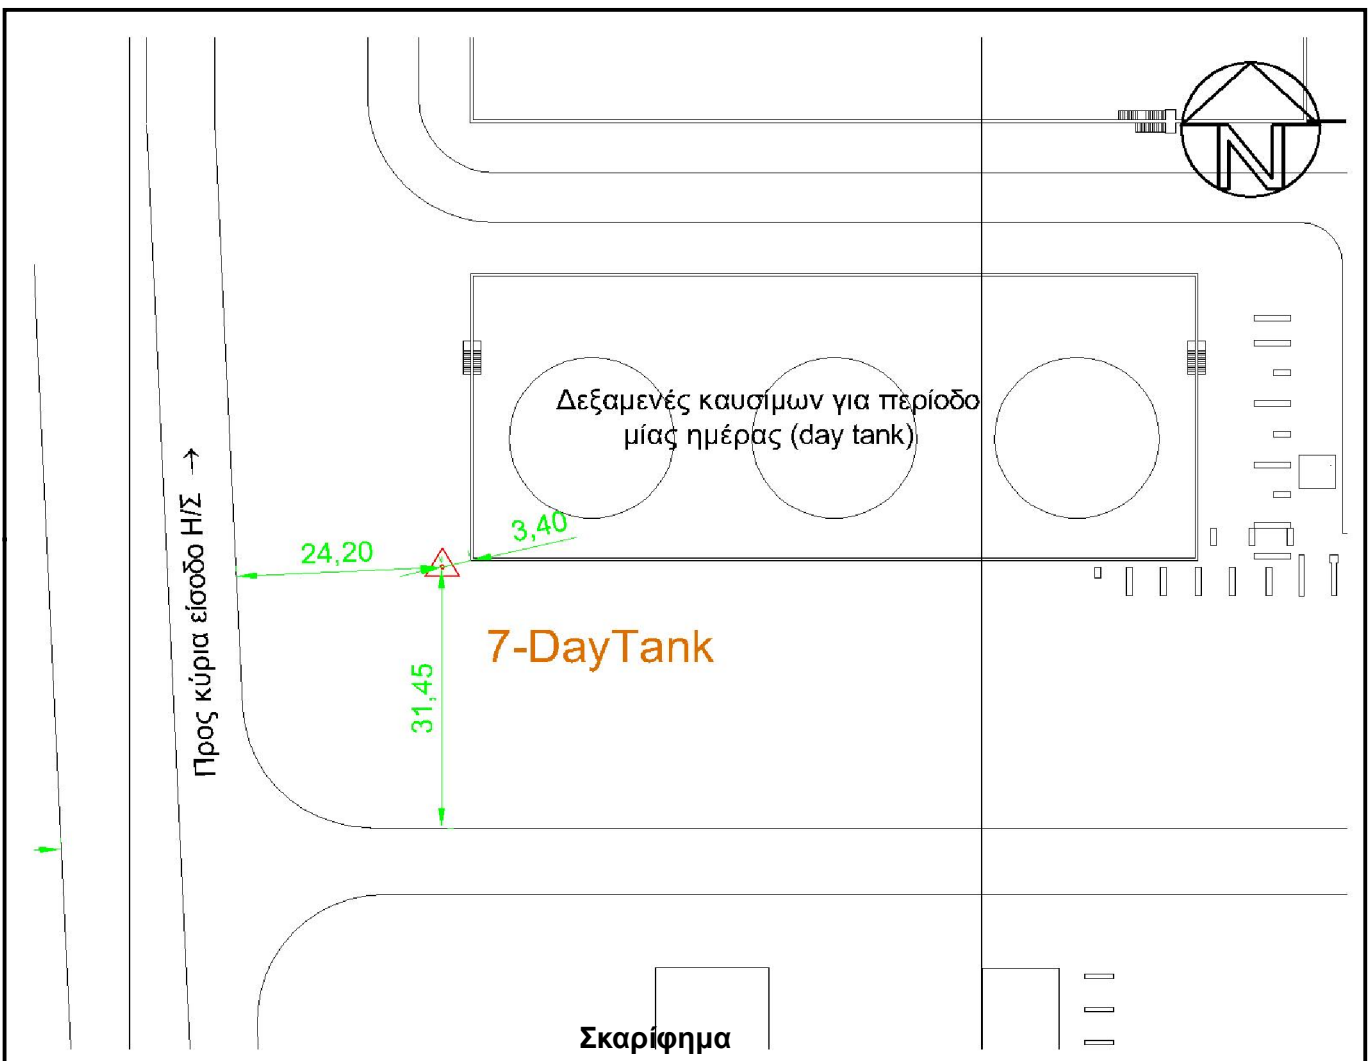 N
Δεξαμενές καυσίμων για περίοδο
μίας ημέρας (day tank)
Προς κύρια είσοδο Η/Σ →
24,20
3,40
31,45
7-DayTank
Σκαρίφημα